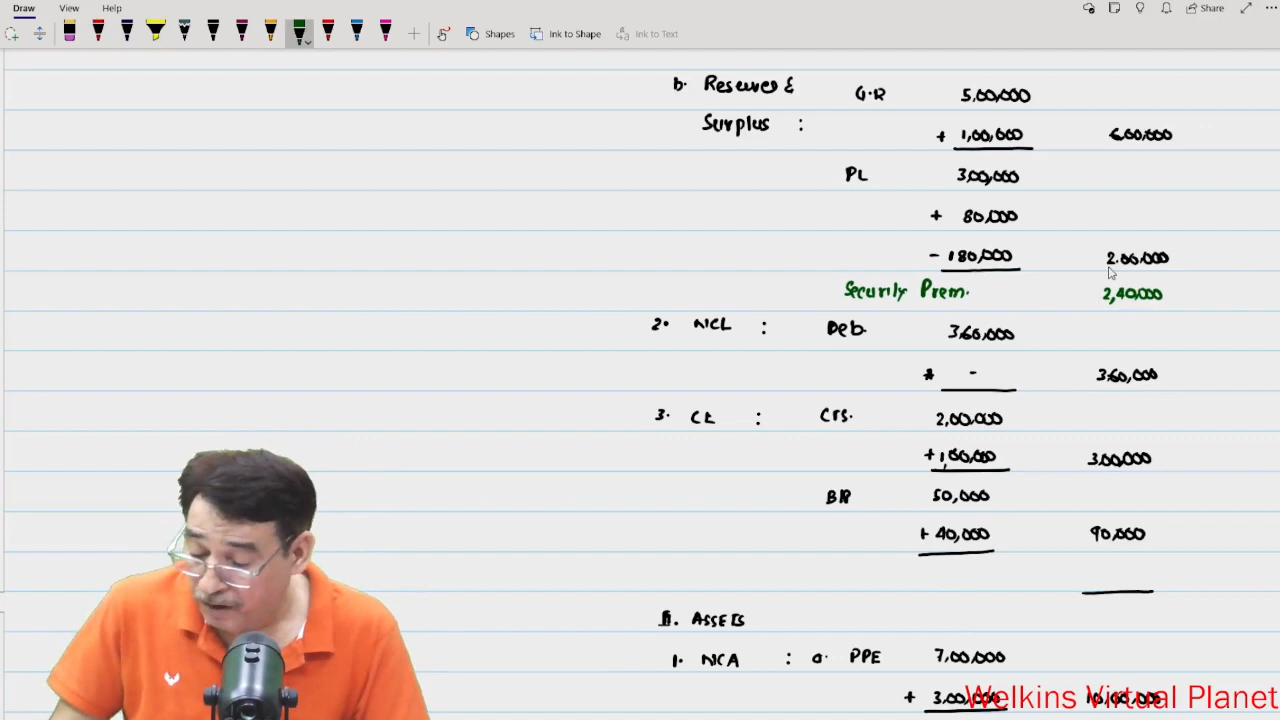 Draw View Help
Share
Shapes Ink to Shape Ink to Text
b. Reserves & G.R 5,00,000
Surplus : + 1,00,000 6,00,000
PL 3,00,000
+ 80,000
- 180,000 2,00,000
Security Prem. 2,40,000
2. NCL : Deb. 3,60,000
- 3,60,000
3. CL : Crs. 2,00,000
+ 1,00,000 3,00,000
B/P 50,000
+ 40,000 90,000
II. ASSETS
1. NCA : a. PPE 7,00,000
+ 3,00,000 10,00,000
Welkins Virtual Planet